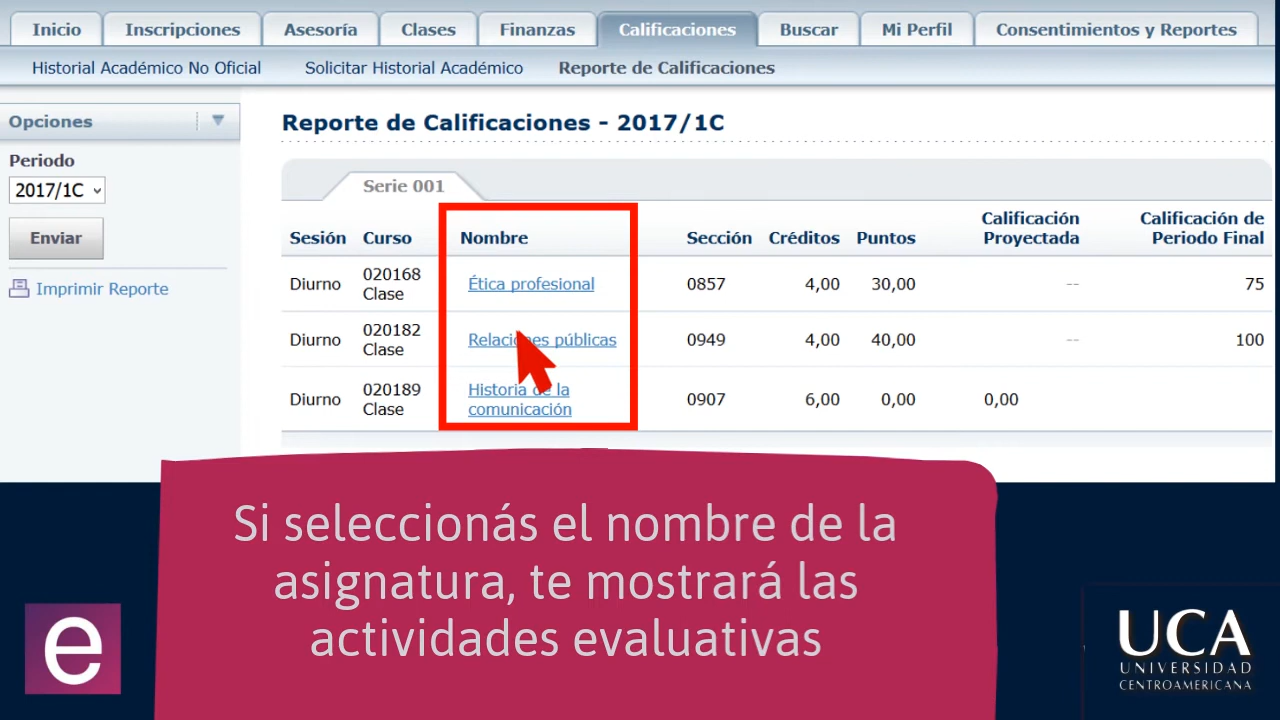 Inicio Inscripciones Asesoría Clases Finanzas Calificaciones Buscar Mi Perfil Consentimientos y Reportes
Historial Académico No Oficial Solicitar Historial Académico Reporte de Calificaciones
Opciones
Periodo
2017/1C
Enviar
Imprimir Reporte
Reporte de Calificaciones - 2017/1C
Serie 001
Sesión Curso Nombre Sección Créditos Puntos Calificación Proyectada Calificación de Periodo Final
Diurno 020168 Clase Ética profesional 0857 4,00 30,00 -- 75
Diurno 020182 Clase Relaciones públicas 0949 4,00 40,00 -- 100
Diurno 020189 Clase Historia de la comunicación 0907 6,00 0,00 0,00
Si seleccionás el nombre de la
asignatura, te mostrará las
actividades evaluativas
e
UCA
UNIVERSIDAD
CENTROAMERICANA